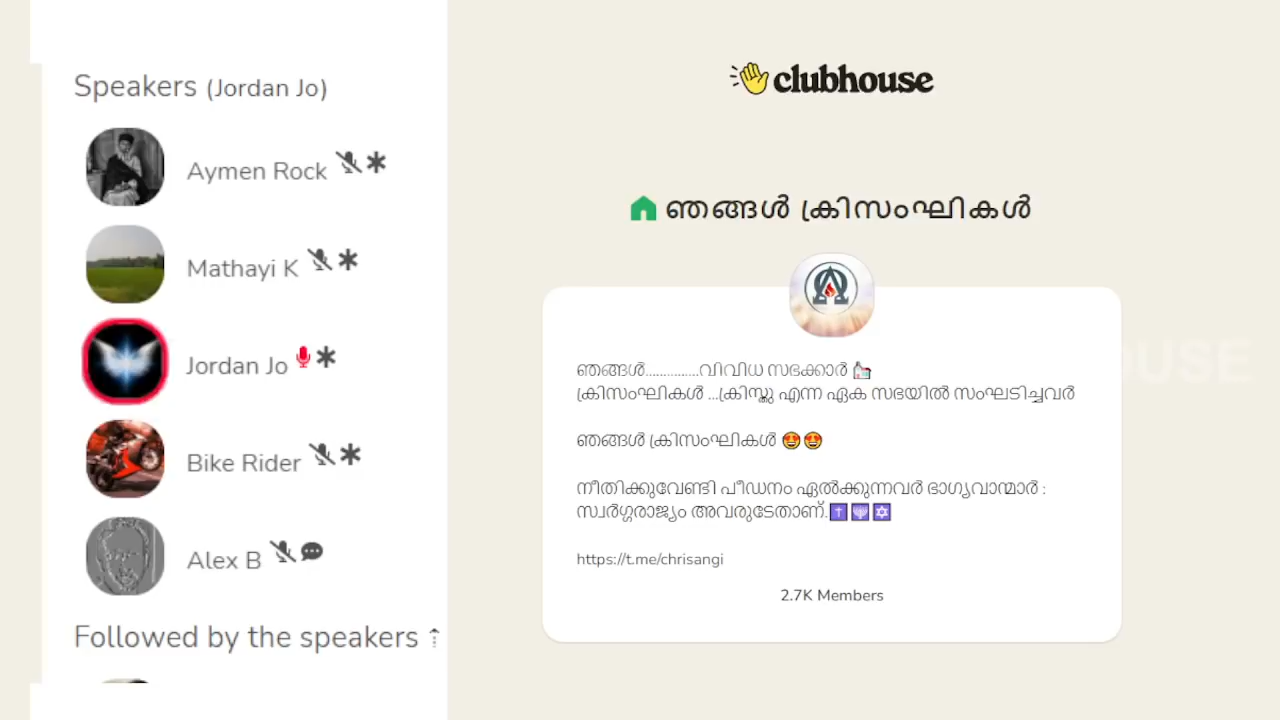 Speakers (Jordan Jo)
Aymen Rock
Mathayi K
Jordan Jo
Bike Rider
Alex B
Followed by the speakers
clubhouse
ഞങ്ങൾ ക്രിസംഘികൾ
ഞങ്ങൾ...............വിവിധ സഭക്കാർ
ക്രിസംഘികൾ ...ക്രിസ്തു എന്ന ഏക സഭയിൽ സംഘടിച്ചവർ
ഞങ്ങൾ ക്രിസംഘികൾ 🤩🤩
നീതിക്കുവേണ്ടി പീഡനം ഏൽക്കുന്നവർ ഭാഗ്യവാന്മാർ :
സ്വർഗ്ഗരാജ്യം അവരുടേതാണ്.✝️🕎✡️
https://t.me/chrisangi
2.7K Members